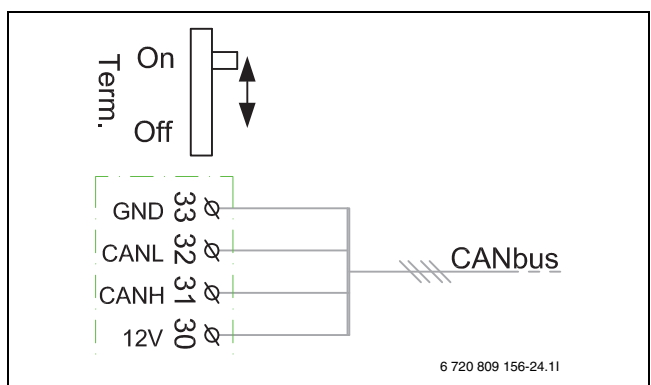 On
Term.
Off
GND 33
CANL 32
CANH 31
12V 30
CANbus
6 720 809 156-24.1I